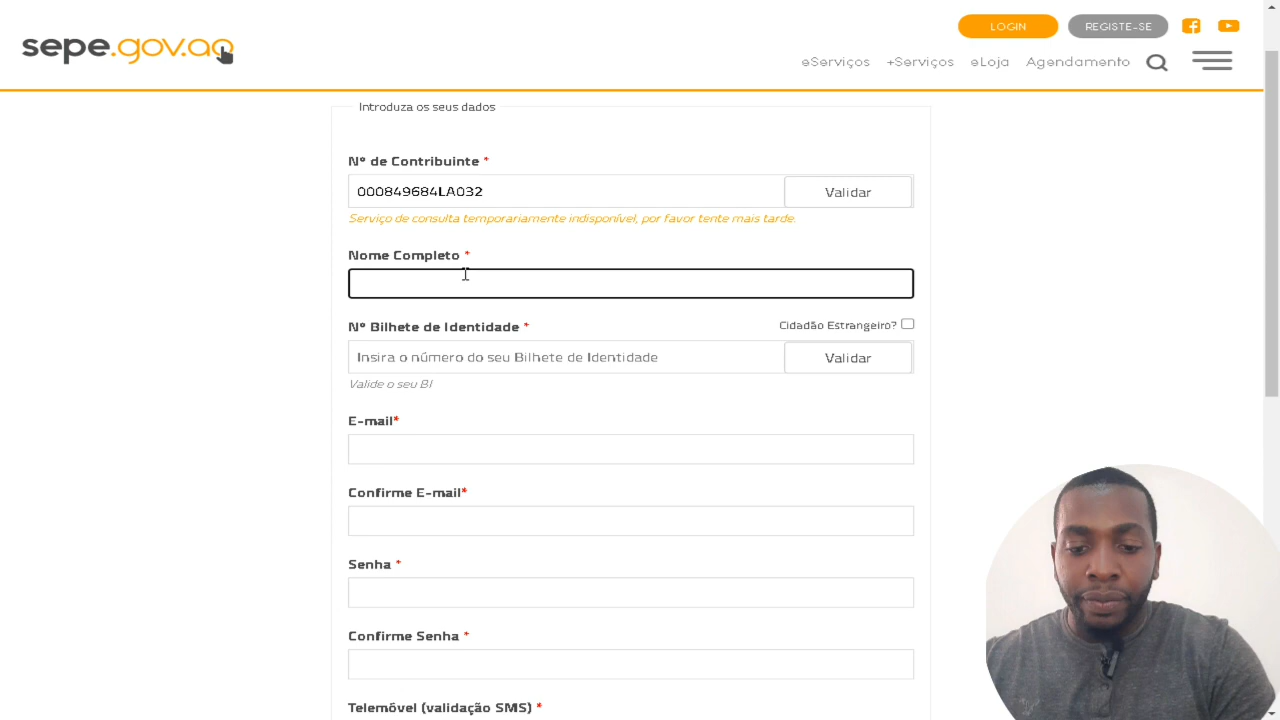 sepe.gov.ao
LOGIN
REGISTE-SE
eServiços
+Serviços
eLoja
Agendamento
Introduza os seus dados
Nº de Contribuinte *
000849684LA032
Validar
Serviço de consulta temporariamente indisponível, por favor tente mais tarde.
Nome Completo *
Nº Bilhete de Identidade *
Cidadão Estrangeiro?
Insira o número do seu Bilhete de Identidade
Validar
Valide o seu BI
E-mail*
Confirme E-mail*
Senha *
Confirme Senha *
Telemóvel (validação SMS) *